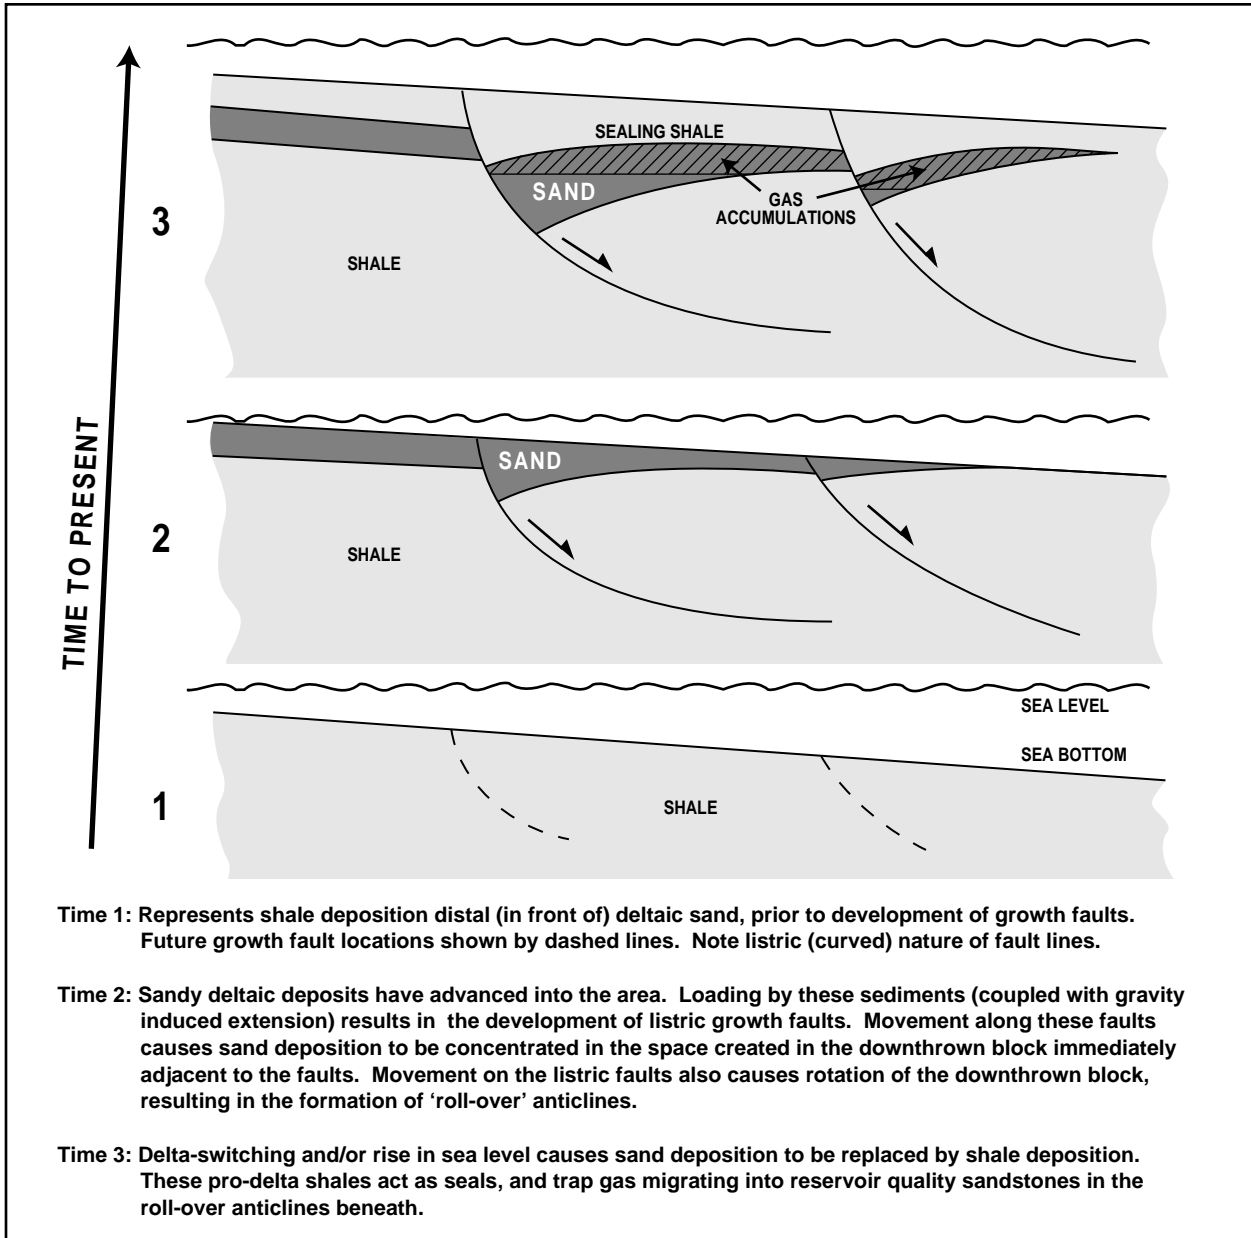 SEALING SHALE
SAND
GAS
ACCUMULATIONS
3
SHALE
TIME TO PRESENT
SAND
2
SHALE
SEA LEVEL
SEA BOTTOM
1
SHALE
Time 1: Represents shale deposition distal (in front of) deltaic sand, prior to development of growth faults.
Future growth fault locations shown by dashed lines.  Note listric (curved) nature of fault lines.
Time 2: Sandy deltaic deposits have advanced into the area.  Loading by these sediments (coupled with gravity
induced extension) results in  the development of listric growth faults.  Movement along these faults
causes sand deposition to be concentrated in the space created in the downthrown block immediately
adjacent to the faults.  Movement on the listric faults also causes rotation of the downthrown block,
resulting in the formation of ‘roll-over’ anticlines.
Time 3: Delta-switching and/or rise in sea level causes sand deposition to be replaced by shale deposition.
These pro-delta shales act as seals, and trap gas migrating into reservoir quality sandstones in the
roll-over anticlines beneath.